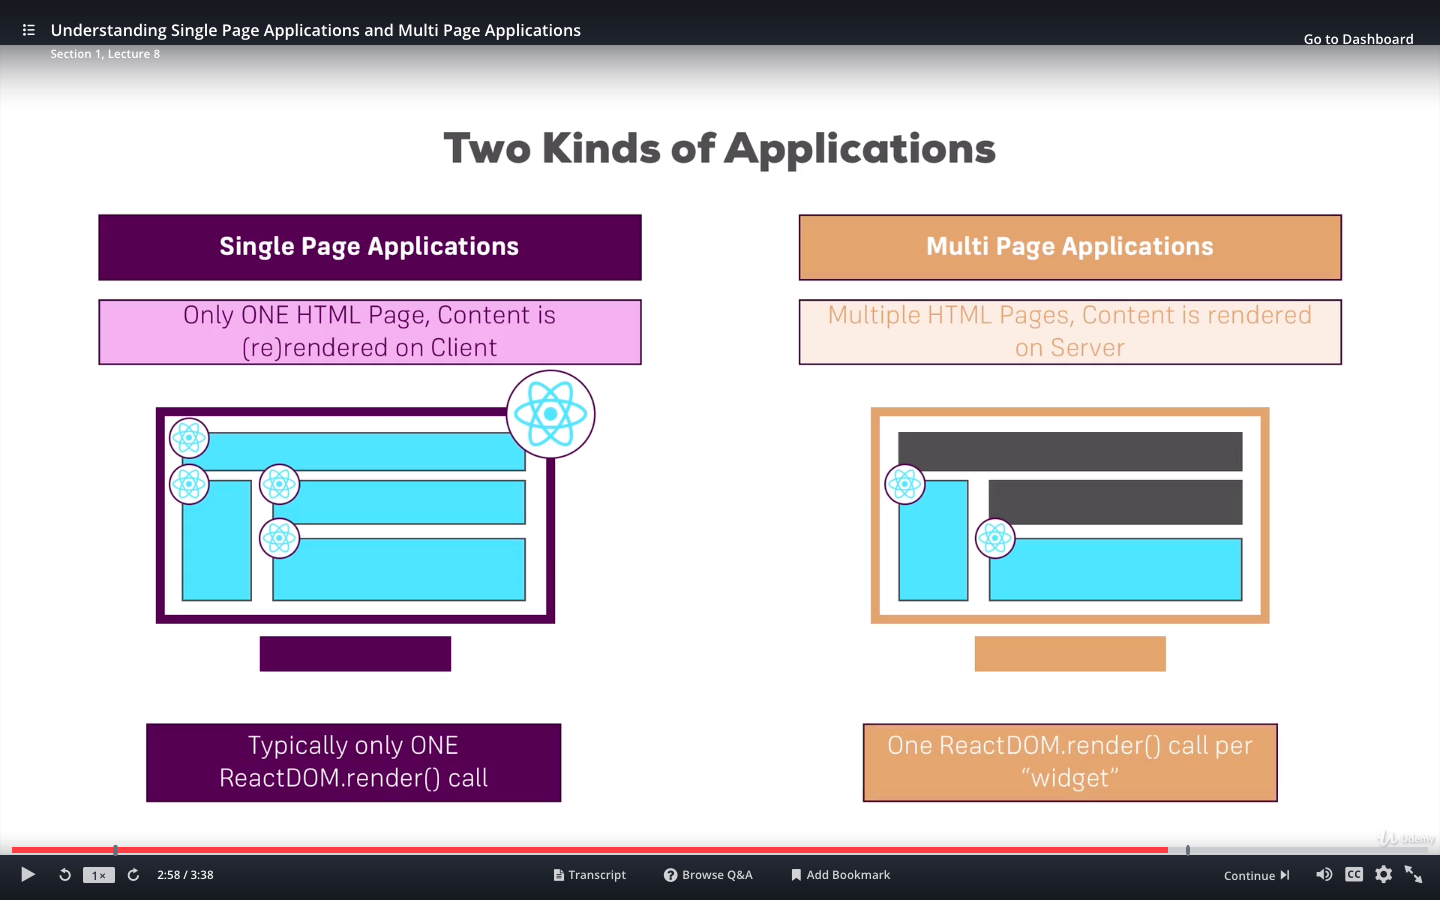 Understanding Single Page Applications and Multi Page Applications
Section 1, Lecture 8
Go to Dashboard
Two Kinds of Applications
Single Page Applications
Only ONE HTML Page, Content is
(re)rendered on Client
Typically only ONE
ReactDOM.render() call
Multi Page Applications
Multiple HTML Pages, Content is rendered
on Server
One ReactDOM.render() call per
“widget”
Udemy
1×
2:58 / 3:38
Transcript
Browse Q&A
Add Bookmark
Continue
CC